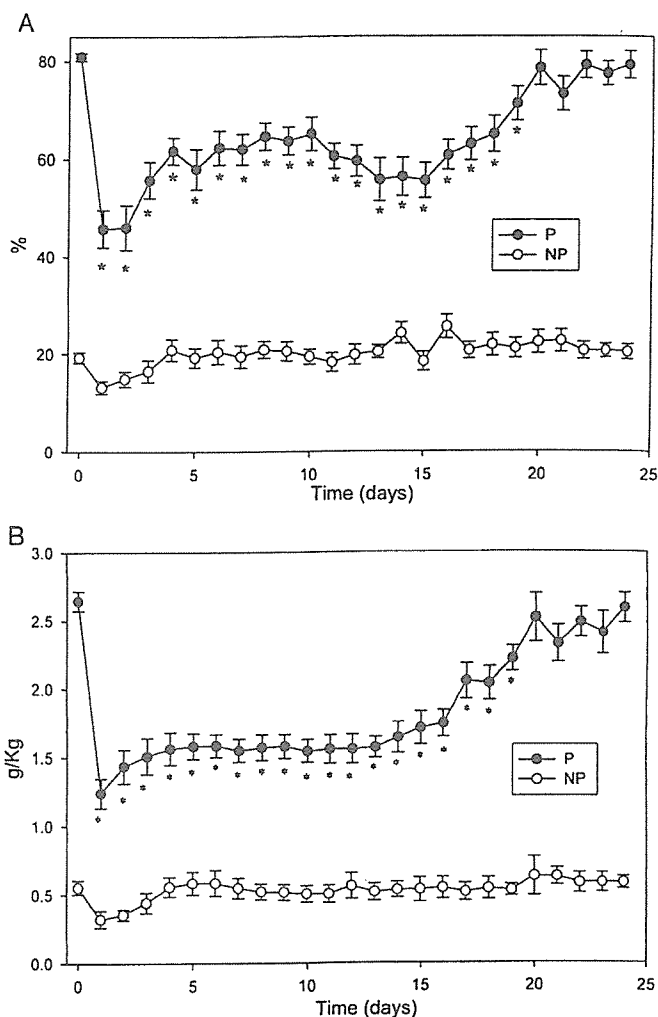 A
80
60
40
20
0
%
P
NP
* * * * * * * * * * * * * * * * * * *
0 5 10 15 20 25
Time (days)
B
3.0
2.5
2.0
1.5
1.0
0.5
0.0
g/Kg
P
NP
* * * * * * * * * * * * * * * * * * *
0 5 10 15 20 25
Time (days)